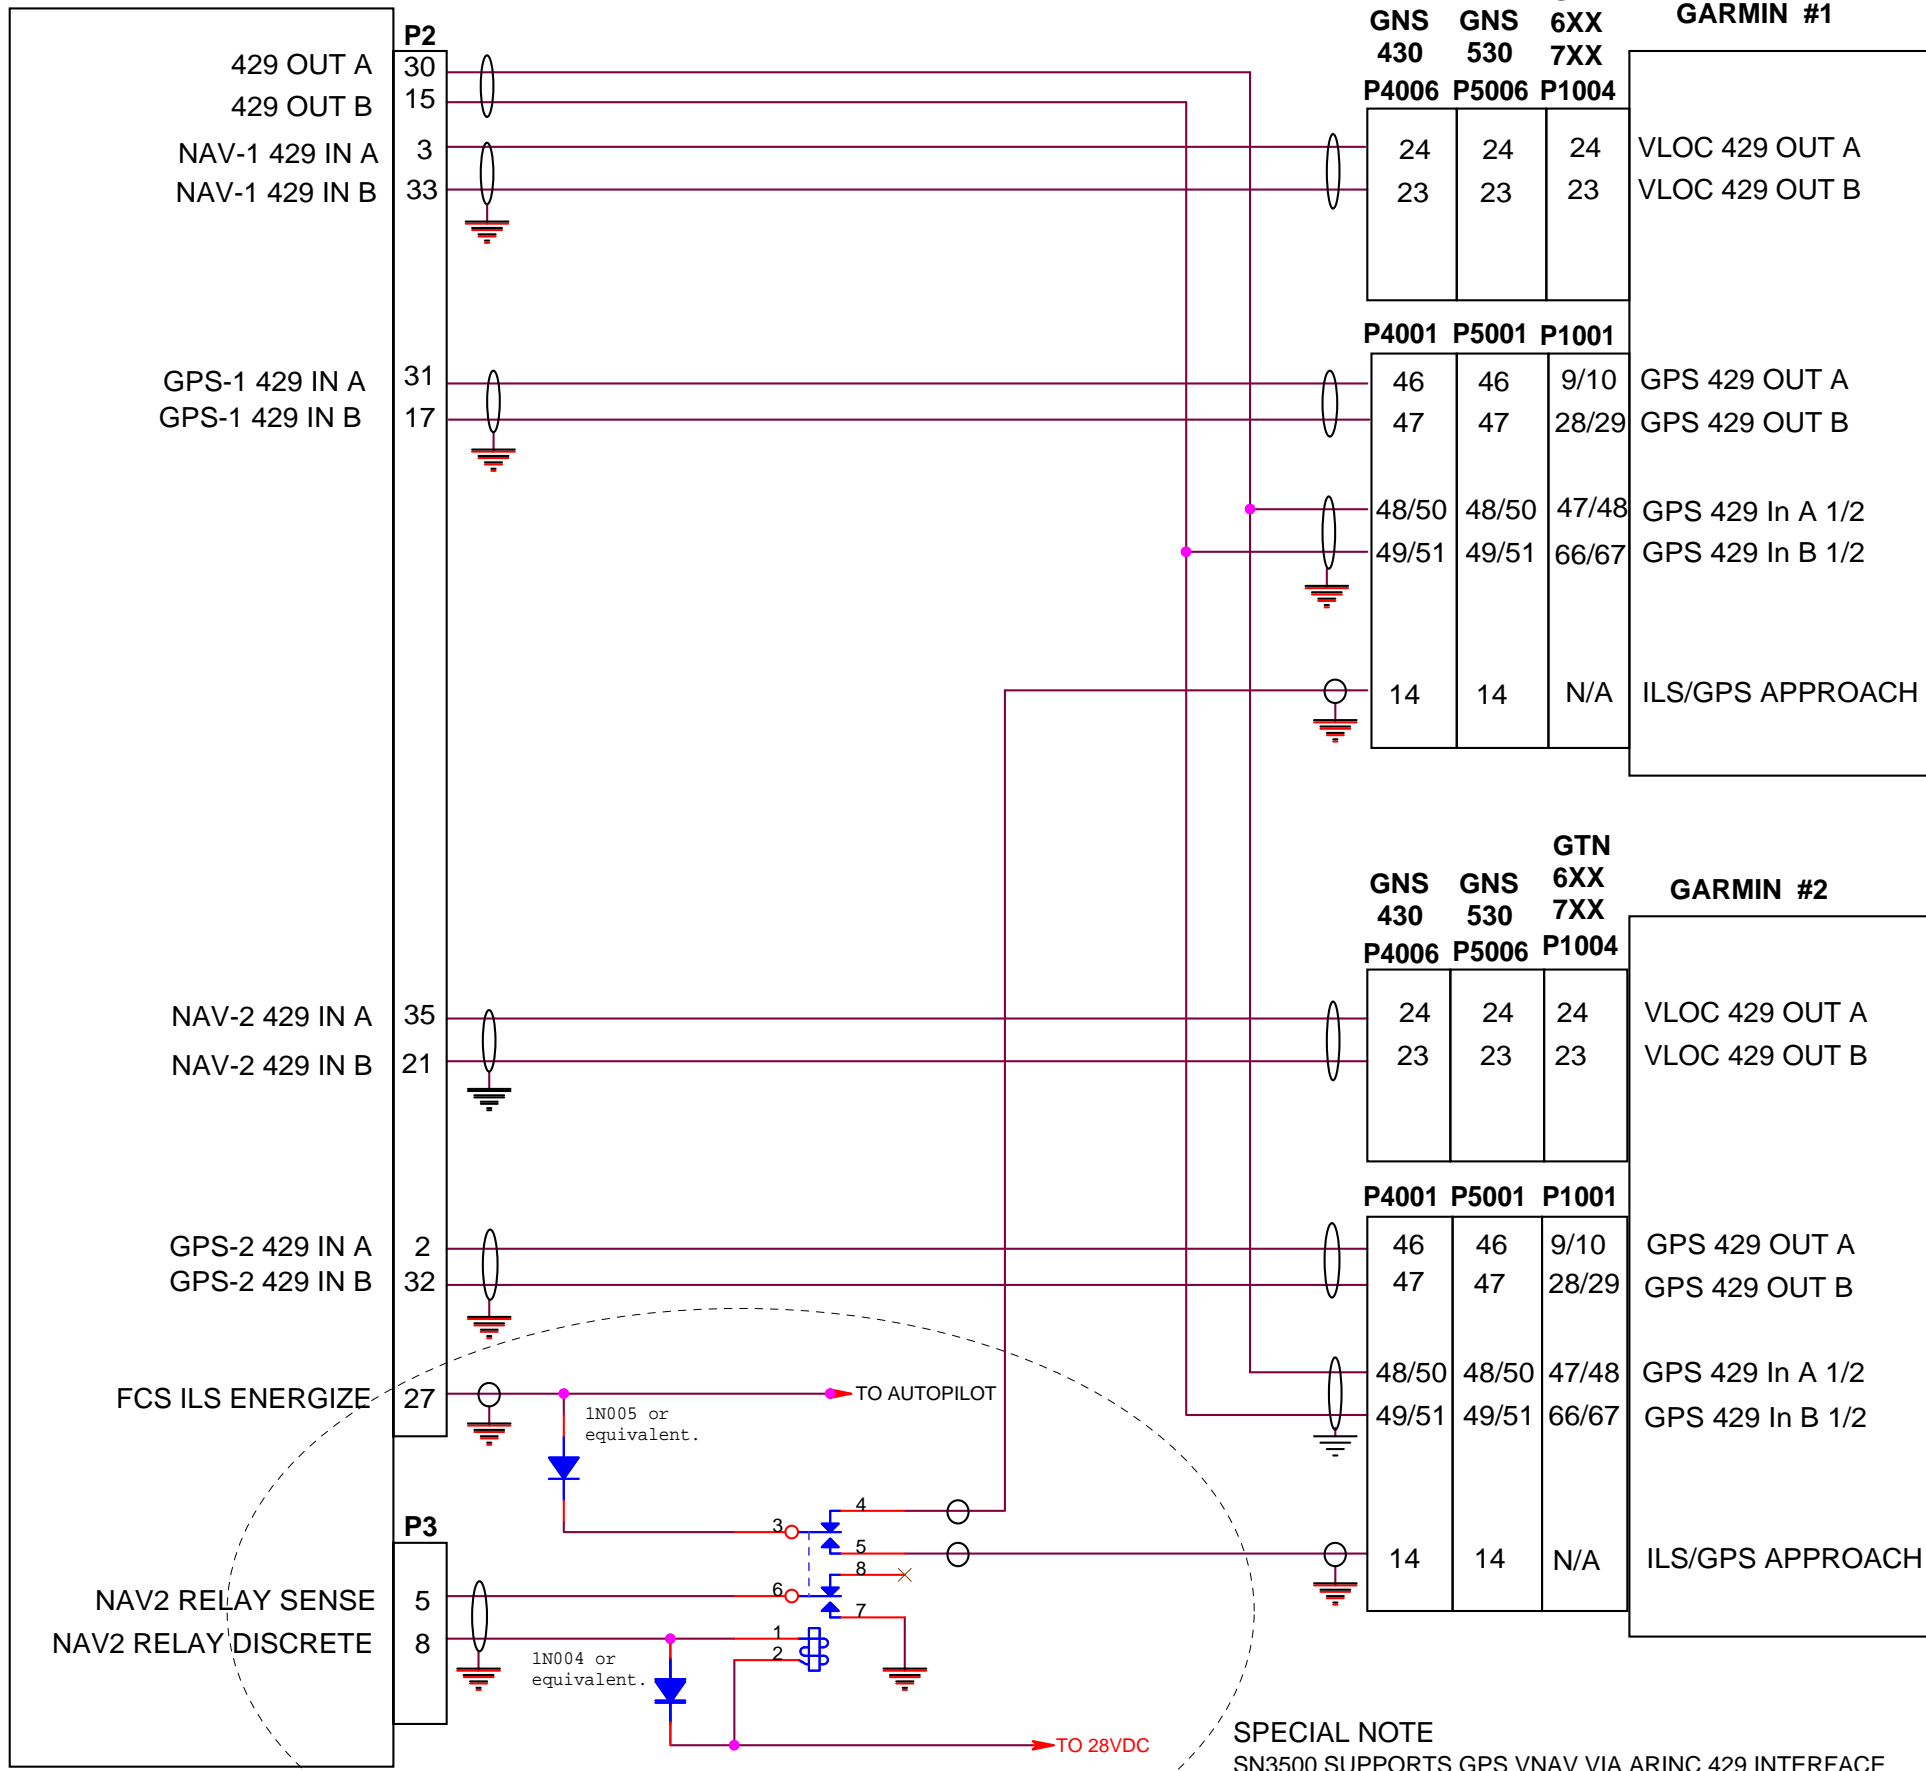 GNS GNS 6XX GARMIN #1
430 530 7XX
P4006 P5006 P1004
P2
429 OUT A 30
429 OUT B 15
NAV-1 429 IN A 3 24 24 24 VLOC 429 OUT A
NAV-1 429 IN B 33 23 23 23 VLOC 429 OUT B
P4001 P5001 P1001
GPS-1 429 IN A 31 46 46 9/10 GPS 429 OUT A
GPS-1 429 IN B 17 47 47 28/29 GPS 429 OUT B
48/50 48/50 47/48 GPS 429 In A 1/2
49/51 49/51 66/67 GPS 429 In B 1/2
14 14 N/A ILS/GPS APPROACH
GTN
GNS GNS 6XX GARMIN #2
430 530 7XX
P4006 P5006 P1004
NAV-2 429 IN A 35 24 24 24 VLOC 429 OUT A
NAV-2 429 IN B 21 23 23 23 VLOC 429 OUT B
P4001 P5001 P1001
GPS-2 429 IN A 2 46 46 9/10 GPS 429 OUT A
GPS-2 429 IN B 32 47 47 28/29 GPS 429 OUT B
48/50 48/50 47/48 GPS 429 In A 1/2
FCS ILS ENERGIZE 27 TO AUTOPILOT
49/51 49/51 66/67 GPS 429 In B 1/2
1N005 or
equivalent.
4
P3 3
5
14 14 N/A ILS/GPS APPROACH
8
NAV2 RELAY SENSE 5 6
7
NAV2 RELAY DISCRETE 8 1
2
1N004 or
equivalent.
TO 28VDC
SPECIAL NOTE
SN3500 SUPPORTS GPS VNAV VIA ARINC 429 INTERFACE